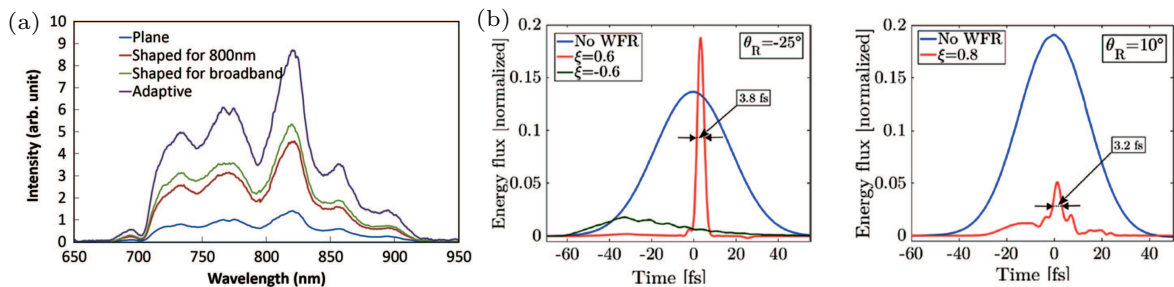 (a)
10
9
8
7
6
5
4
3
2
1
0
Intensity (arb. unit)
Plane
Shaped for 800nm
Shaped for broadband
Adaptive
650 700 750 800 850 900 950
Wavelength (nm)
(b)
0.2
0.15
0.1
0.05
0
Energy flux [normalized]
No WFR
ξ=0.6
ξ=-0.6
θR=-25°
3.8 fs
-60 -40 -20 0 20 40
Time [fs]
0.2
0.15
0.1
0.05
0
Energy flux [normalized]
No WFR
ξ=0.8
θR=10°
3.2 fs
-60 -40 -20 0 20 40
Time [fs]